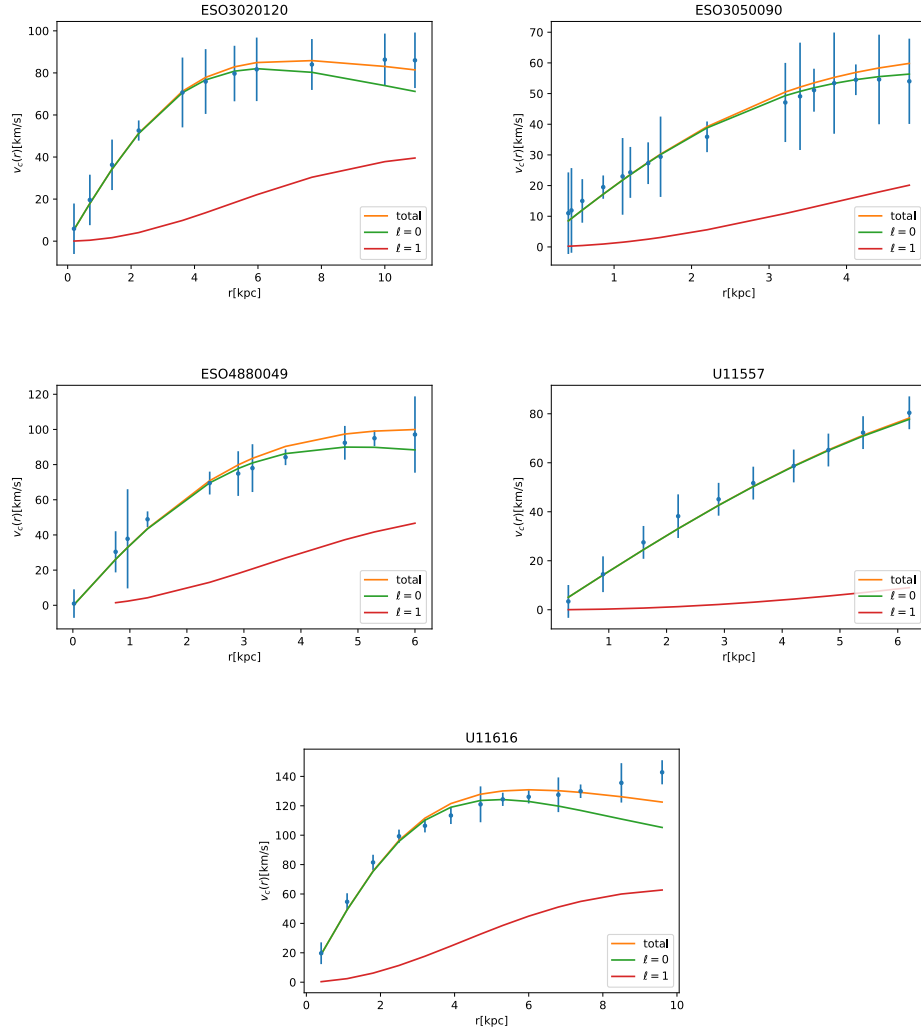 ESO3020120
100
80
60
40
20
0
v_c(r)[km/s]
0
2
4
6
8
10
r[kpc]
total
ℓ = 0
ℓ = 1
ESO3050090
70
60
50
40
30
20
10
0
v_c(r)[km/s]
1
2
3
4
r[kpc]
total
ℓ = 0
ℓ = 1
ESO4880049
120
100
80
60
40
20
0
v_c(r)[km/s]
0
1
2
3
4
5
6
r[kpc]
total
ℓ = 0
ℓ = 1
U11557
80
60
40
20
0
v_c(r)[km/s]
1
2
3
4
5
6
r[kpc]
total
ℓ = 0
ℓ = 1
U11616
140
120
100
80
60
40
20
0
v_c(r)[km/s]
0
2
4
6
8
10
r[kpc]
total
ℓ = 0
ℓ = 1